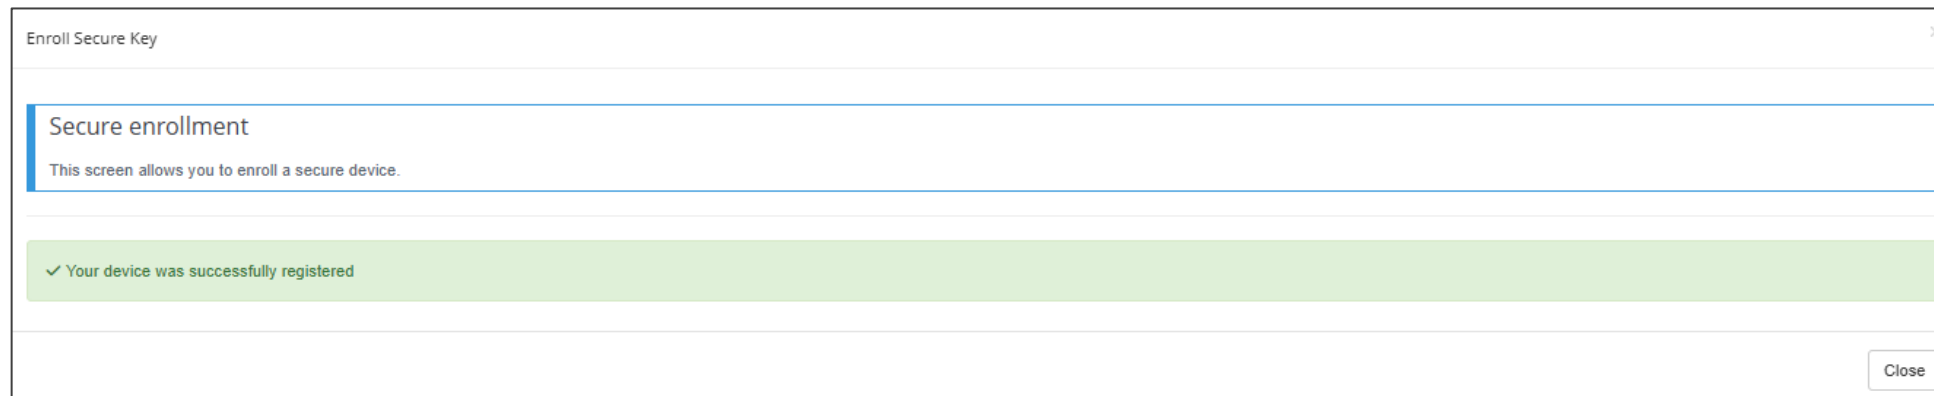 Enroll Secure Key
Secure enrollment
This screen allows you to enroll a secure device.
Your device was successfully registered
Close